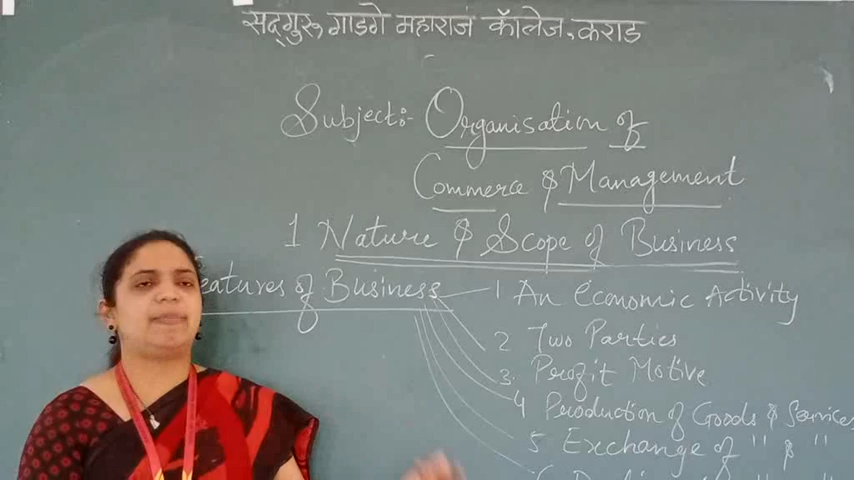 सद्गुरु गाडगे महाराज कॉलेज, कराड
Subject:- Organisation of
Commerce & Management
1 Nature & Scope of Business
Features of Business
1 An Economic Activity
2 Two Parties
3. Profit Motive
4 Production of Goods & Services
5 Exchange of " & "
6